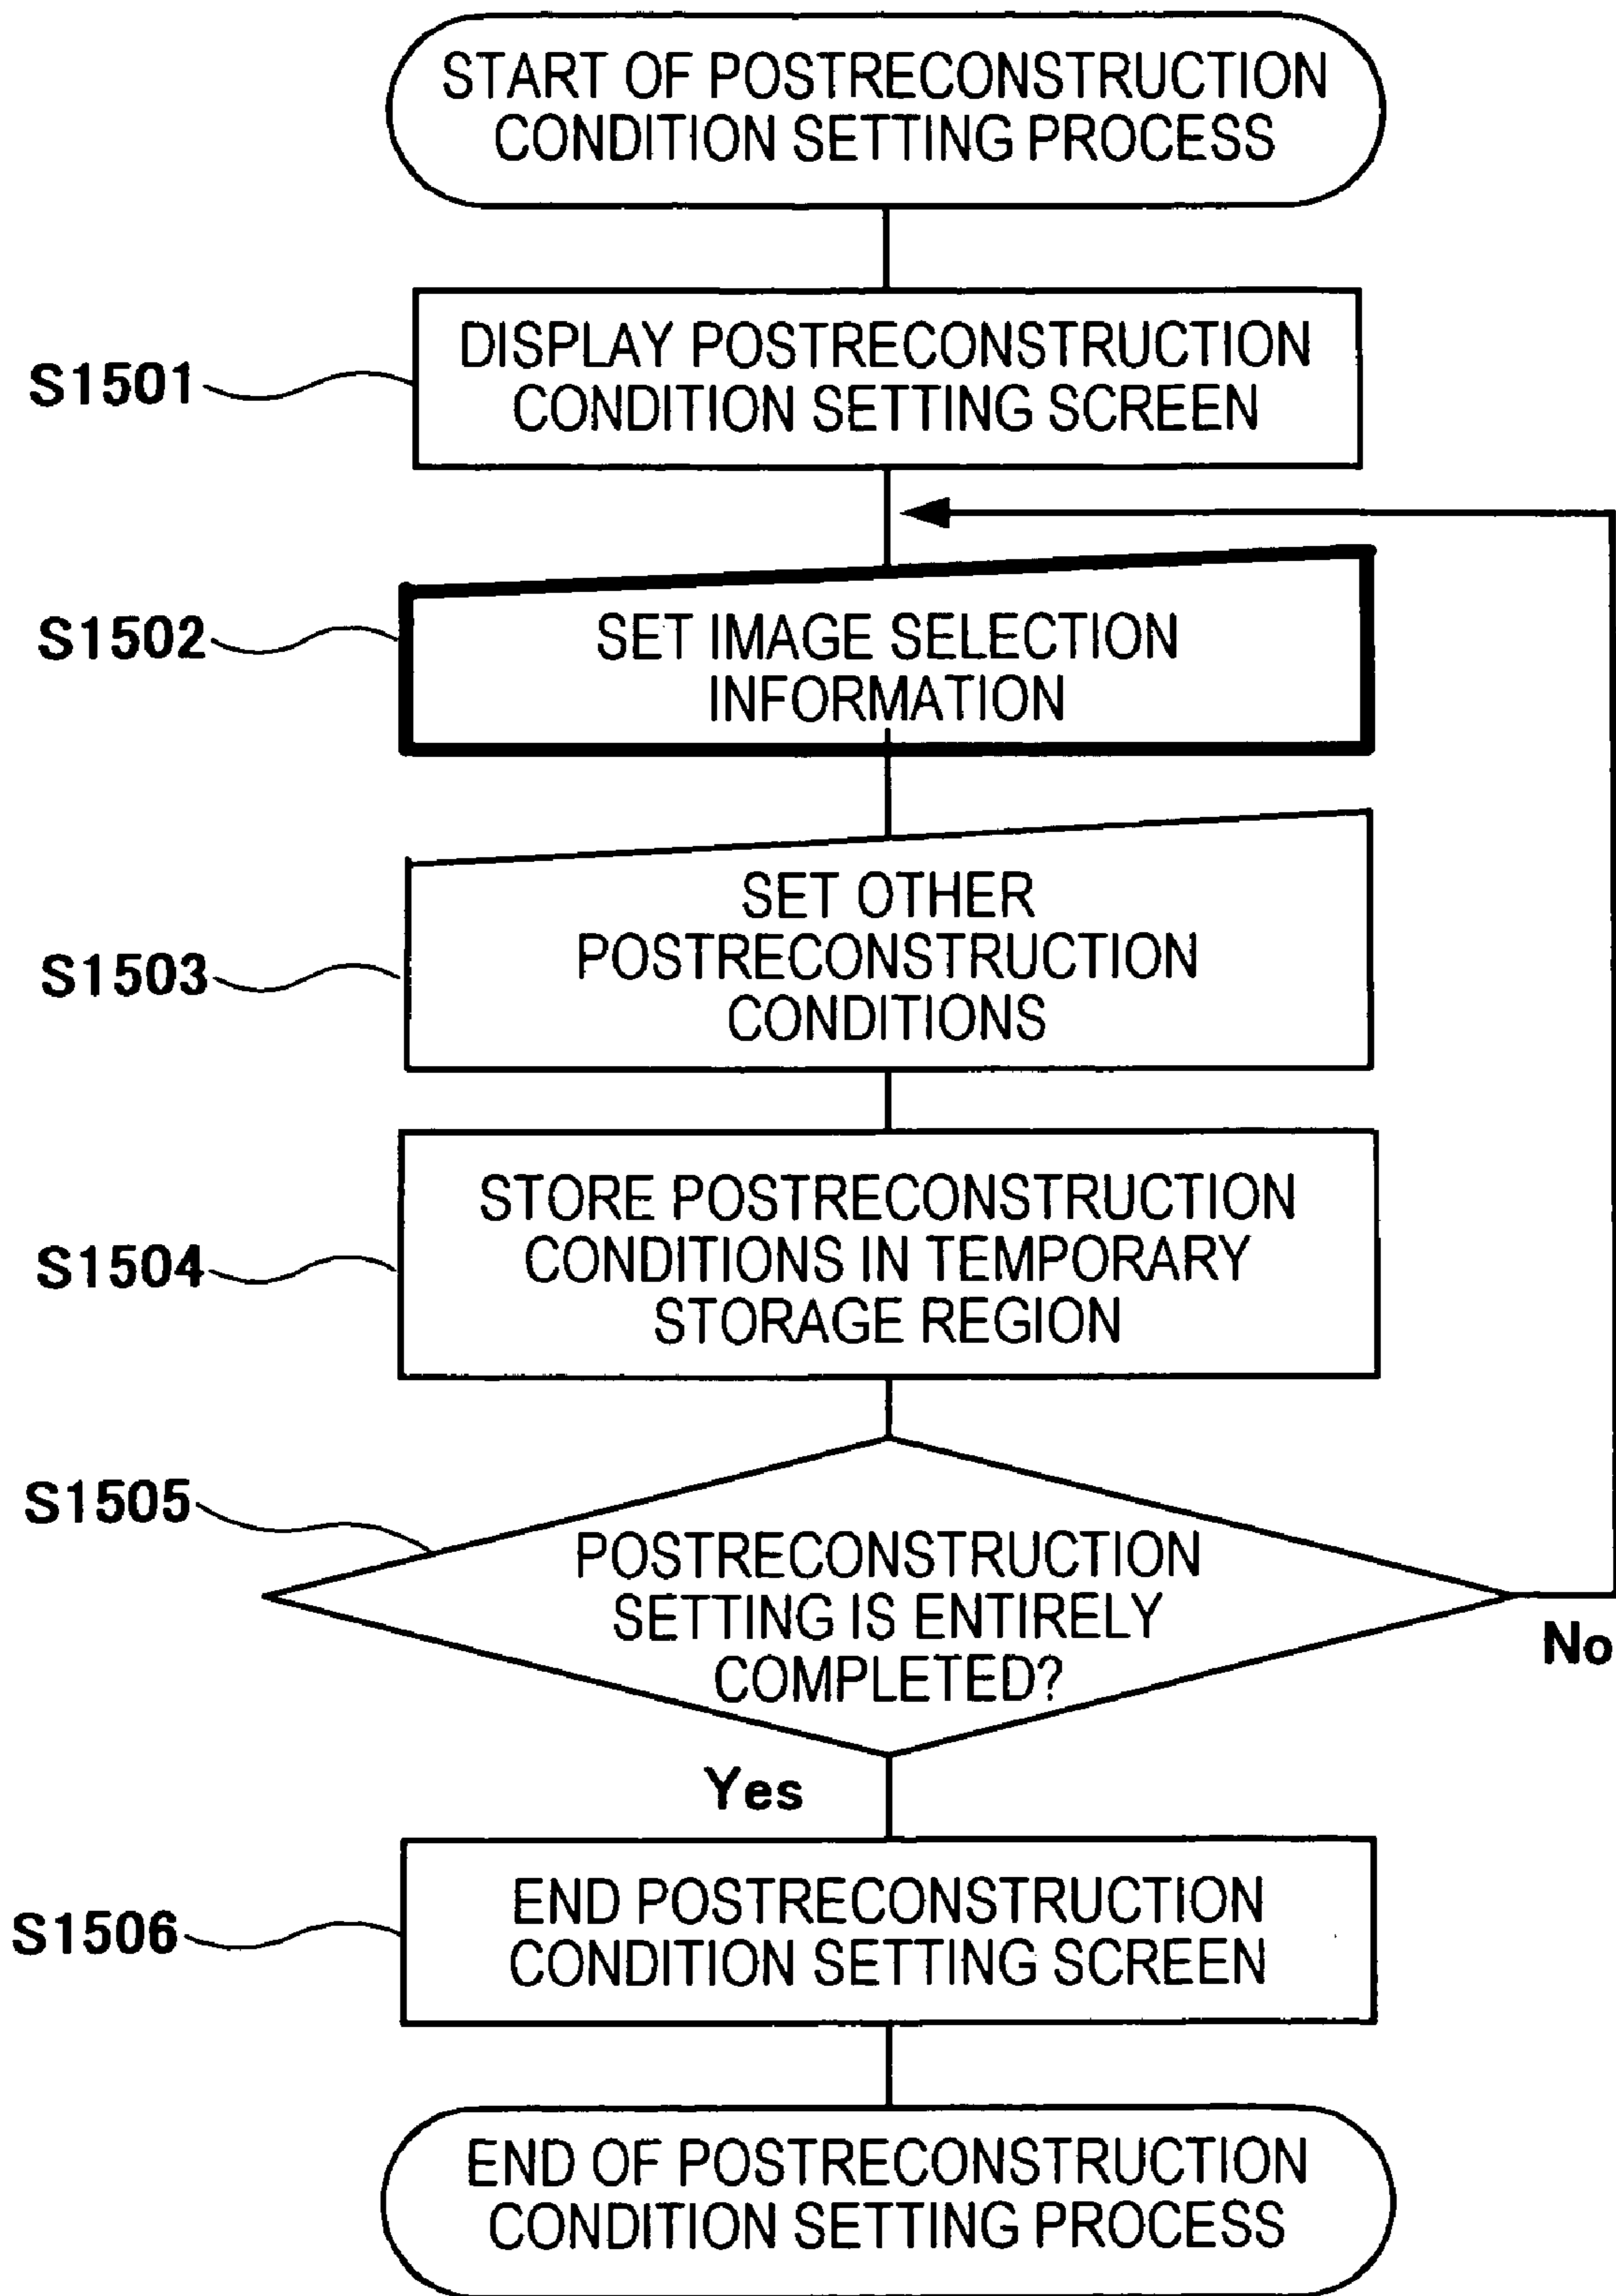 START OF POSTRECONSTRUCTION
CONDITION SETTING PROCESS
S1501
DISPLAY POSTRECONSTRUCTION
CONDITION SETTING SCREEN
S1502
SET IMAGE SELECTION
INFORMATION
S1503
SET OTHER
POSTRECONSTRUCTION
CONDITIONS
S1504
STORE POSTRECONSTRUCTION
CONDITIONS IN TEMPORARY
STORAGE REGION
S1505
POSTRECONSTRUCTION
SETTING IS ENTIRELY
COMPLETED?
No
Yes
S1506
END POSTRECONSTRUCTION
CONDITION SETTING SCREEN
END OF POSTRECONSTRUCTION
CONDITION SETTING PROCESS